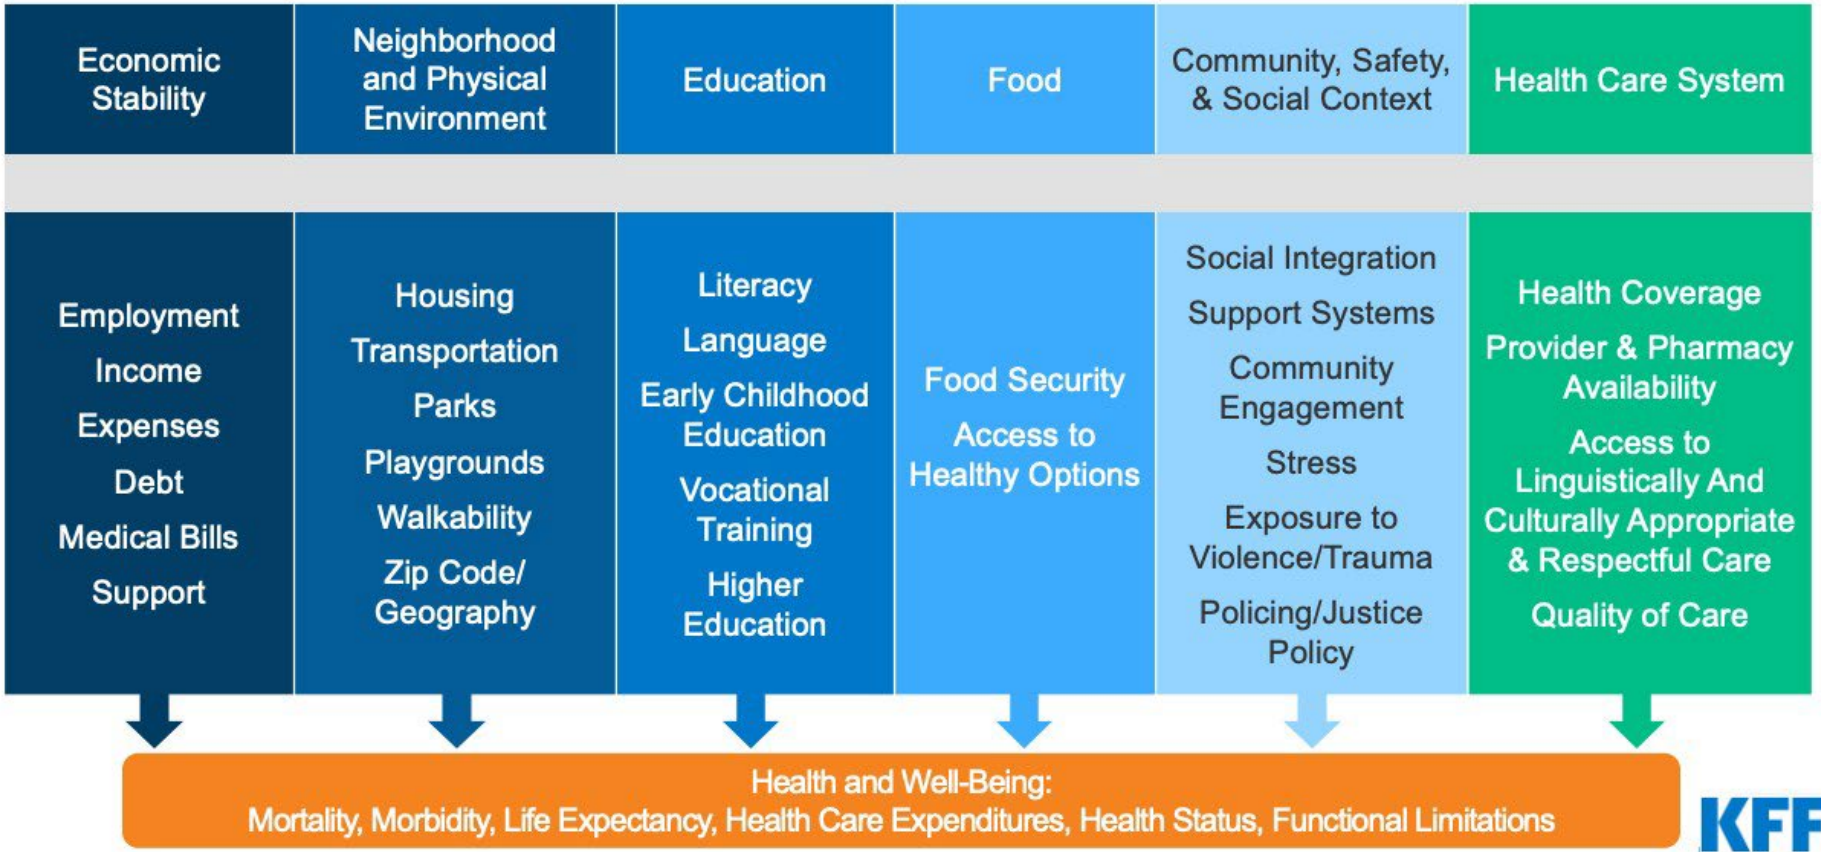 Economic
Stability
Neighborhood
and Physical
Environment
Education
Food
Community, Safety,
& Social Context
Health Care System
Employment
Income
Expenses
Debt
Medical Bills
Support
Housing
Transportation
Parks
Playgrounds
Walkability
Zip Code/
Geography
Literacy
Language
Early Childhood
Education
Vocational
Training
Higher
Education
Food Security
Access to
Healthy Options
Social Integration
Support Systems
Community
Engagement
Stress
Exposure to
Violence/Trauma
Policing/Justice
Policy
Health Coverage
Provider & Pharmacy
Availability
Access to
Linguistically And
Culturally Appropriate
& Respectful Care
Quality of Care
Health and Well-Being:
Mortality, Morbidity, Life Expectancy, Health Care Expenditures, Health Status, Functional Limitations
KFF